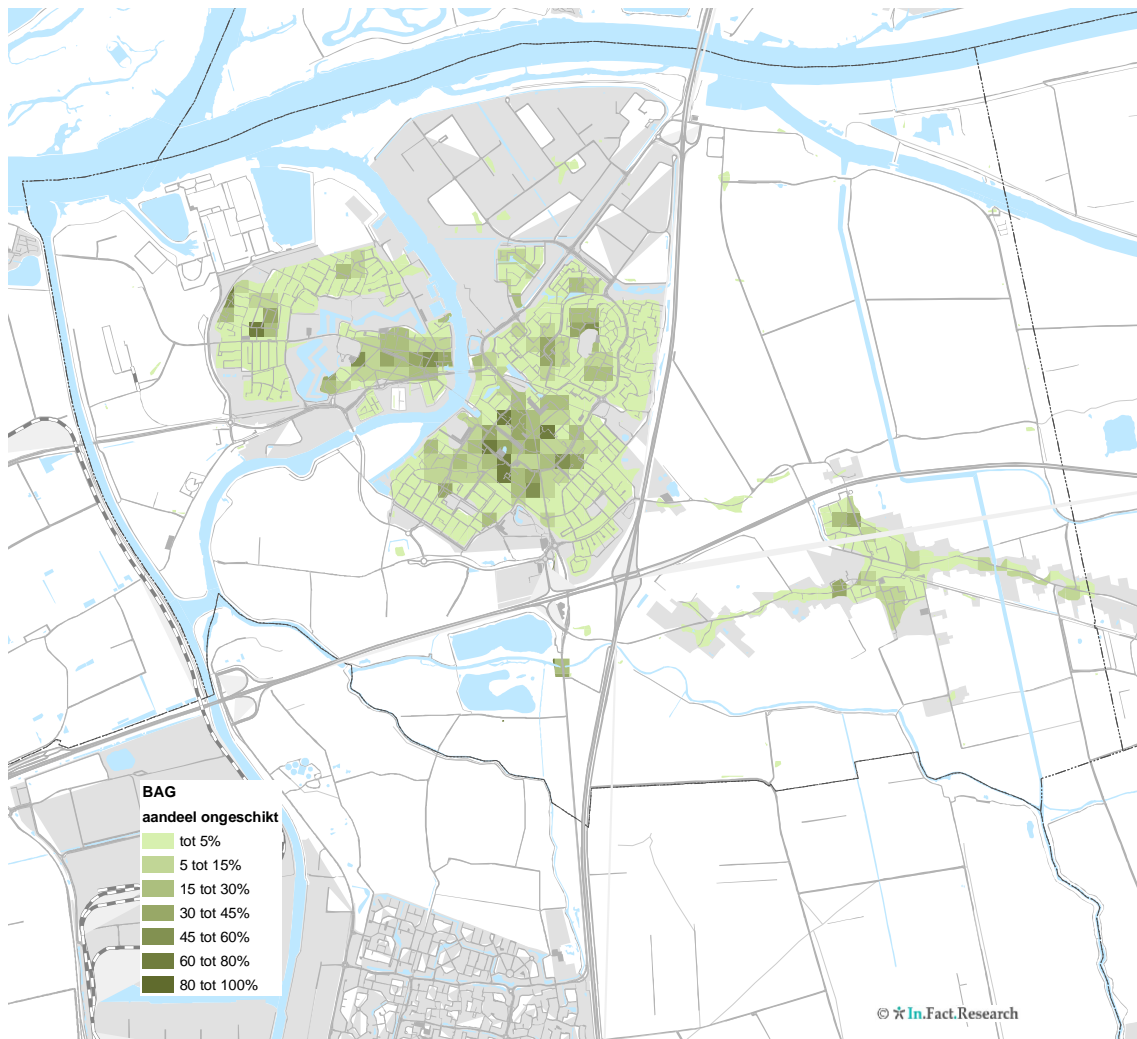 BAG
aandeel ongeschikt
tot 5%
5 tot 15%
15 tot 30%
30 tot 45%
45 tot 60%
60 tot 80%
80 tot 100%
© In.Fact.Research